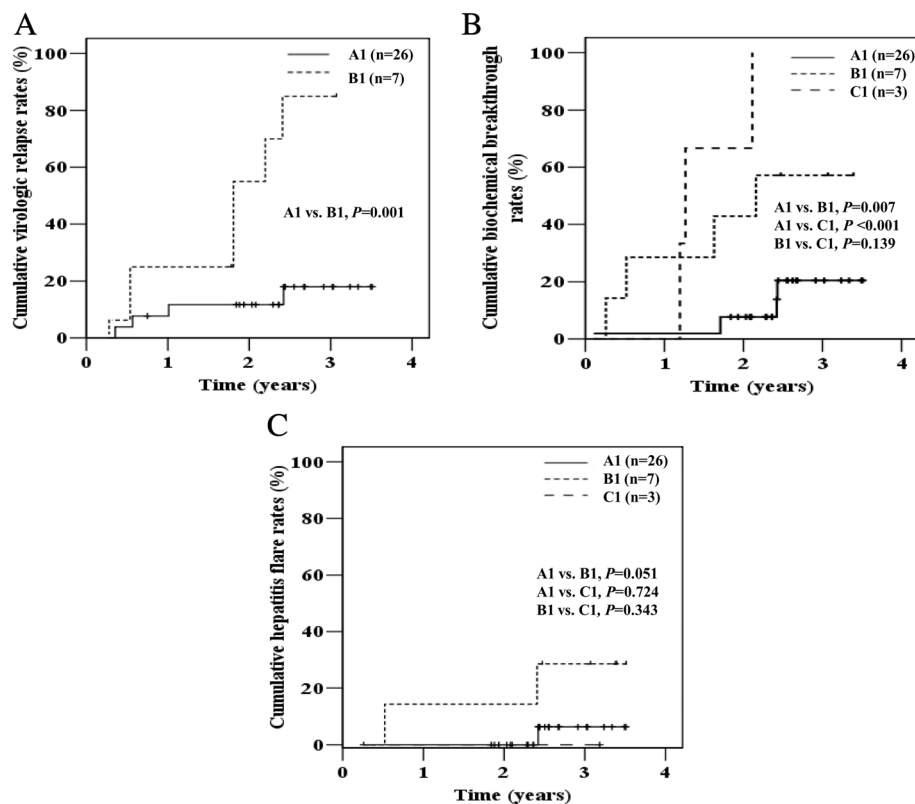 A
Cumulative virologic relapse rates (%)
100
80
60
40
20
0
A1 (n=26)
B1 (n=7)
A1 vs. B1, P=0.001
0 1 2 3 4
Time (years)
B
Cumulative biochemical breakthrough
rates (%)
100
80
60
40
20
0
A1 (n=26)
B1 (n=7)
C1 (n=3)
A1 vs. B1, P=0.007
A1 vs. C1, P <0.001
B1 vs. C1, P=0.139
0 1 2 3 4
Time (years)
C
Cumulative hepatitis flare rates (%)
100
80
60
40
20
0
A1 (n=26)
B1 (n=7)
C1 (n=3)
A1 vs. B1, P=0.051
A1 vs. C1, P=0.724
B1 vs. C1, P=0.343
0 1 2 3 4
Time (years)